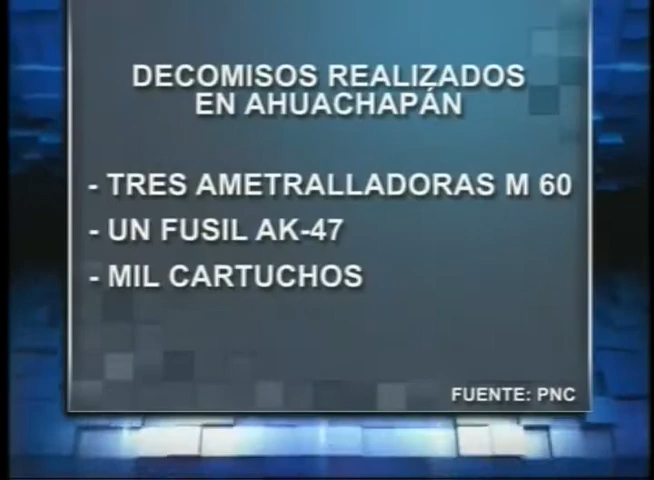 DECOMISOS REALIZADOS
EN AHUACHAPÁN
- TRES AMETRALLADORAS M 60
- UN FUSIL AK-47
- MIL CARTUCHOS
FUENTE: PNC